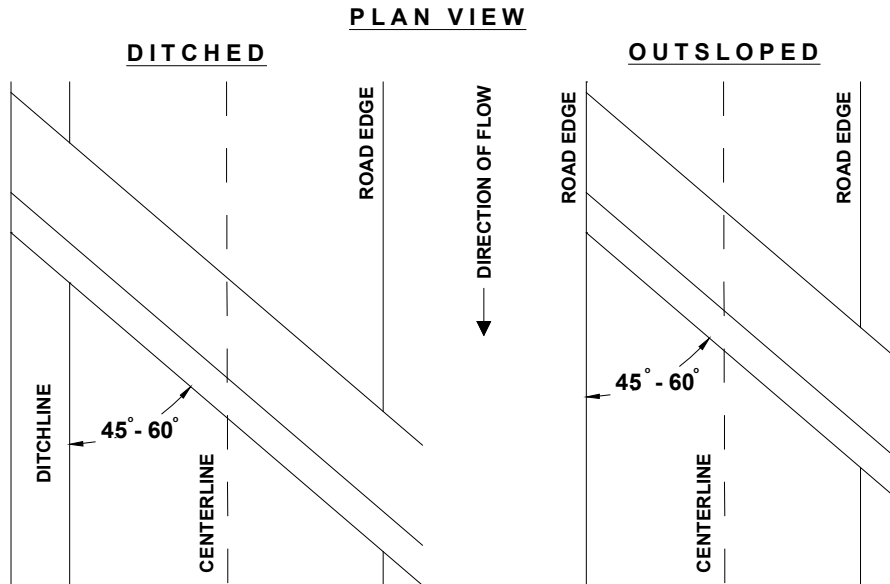 PLAN VIEW
DITCHED
OUTSLOPED
ROAD EDGE
DIRECTION OF FLOW
ROAD EDGE
ROAD EDGE
45° - 60°
45° - 60°
DITCHLINE
CENTERLINE
CENTERLINE